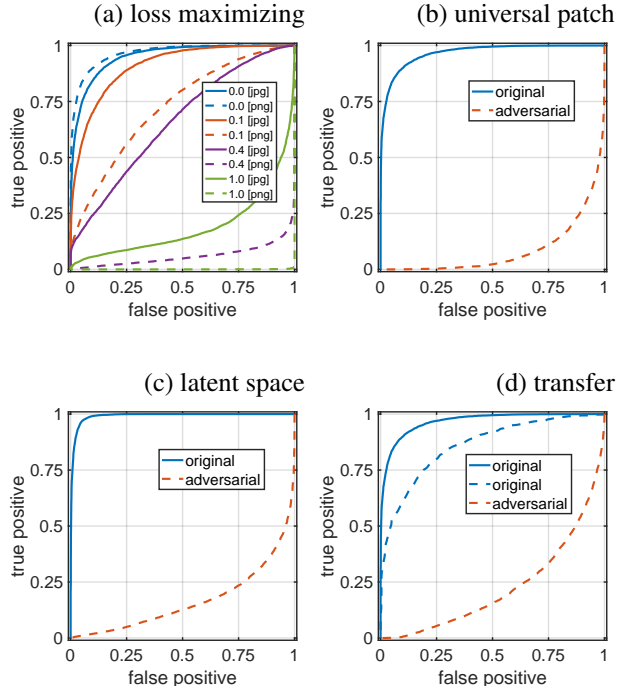 (a) loss maximizing
1
0.75
0.5
0.25
0
true positive
0.0 [jpg]
0.0 [png]
0.1 [jpg]
0.1 [png]
0.4 [jpg]
0.4 [png]
1.0 [jpg]
1.0 [png]
0 0.25 0.5 0.75 1
false positive
(b) universal patch
1
0.75
0.5
0.25
0
true positive
original
adversarial
0 0.25 0.5 0.75 1
false positive
(c) latent space
1
0.75
0.5
0.25
0
true positive
original
adversarial
0 0.25 0.5 0.75 1
false positive
(d) transfer
1
0.75
0.5
0.25
0
true positive
original
original
adversarial
0 0.25 0.5 0.75 1
false positive